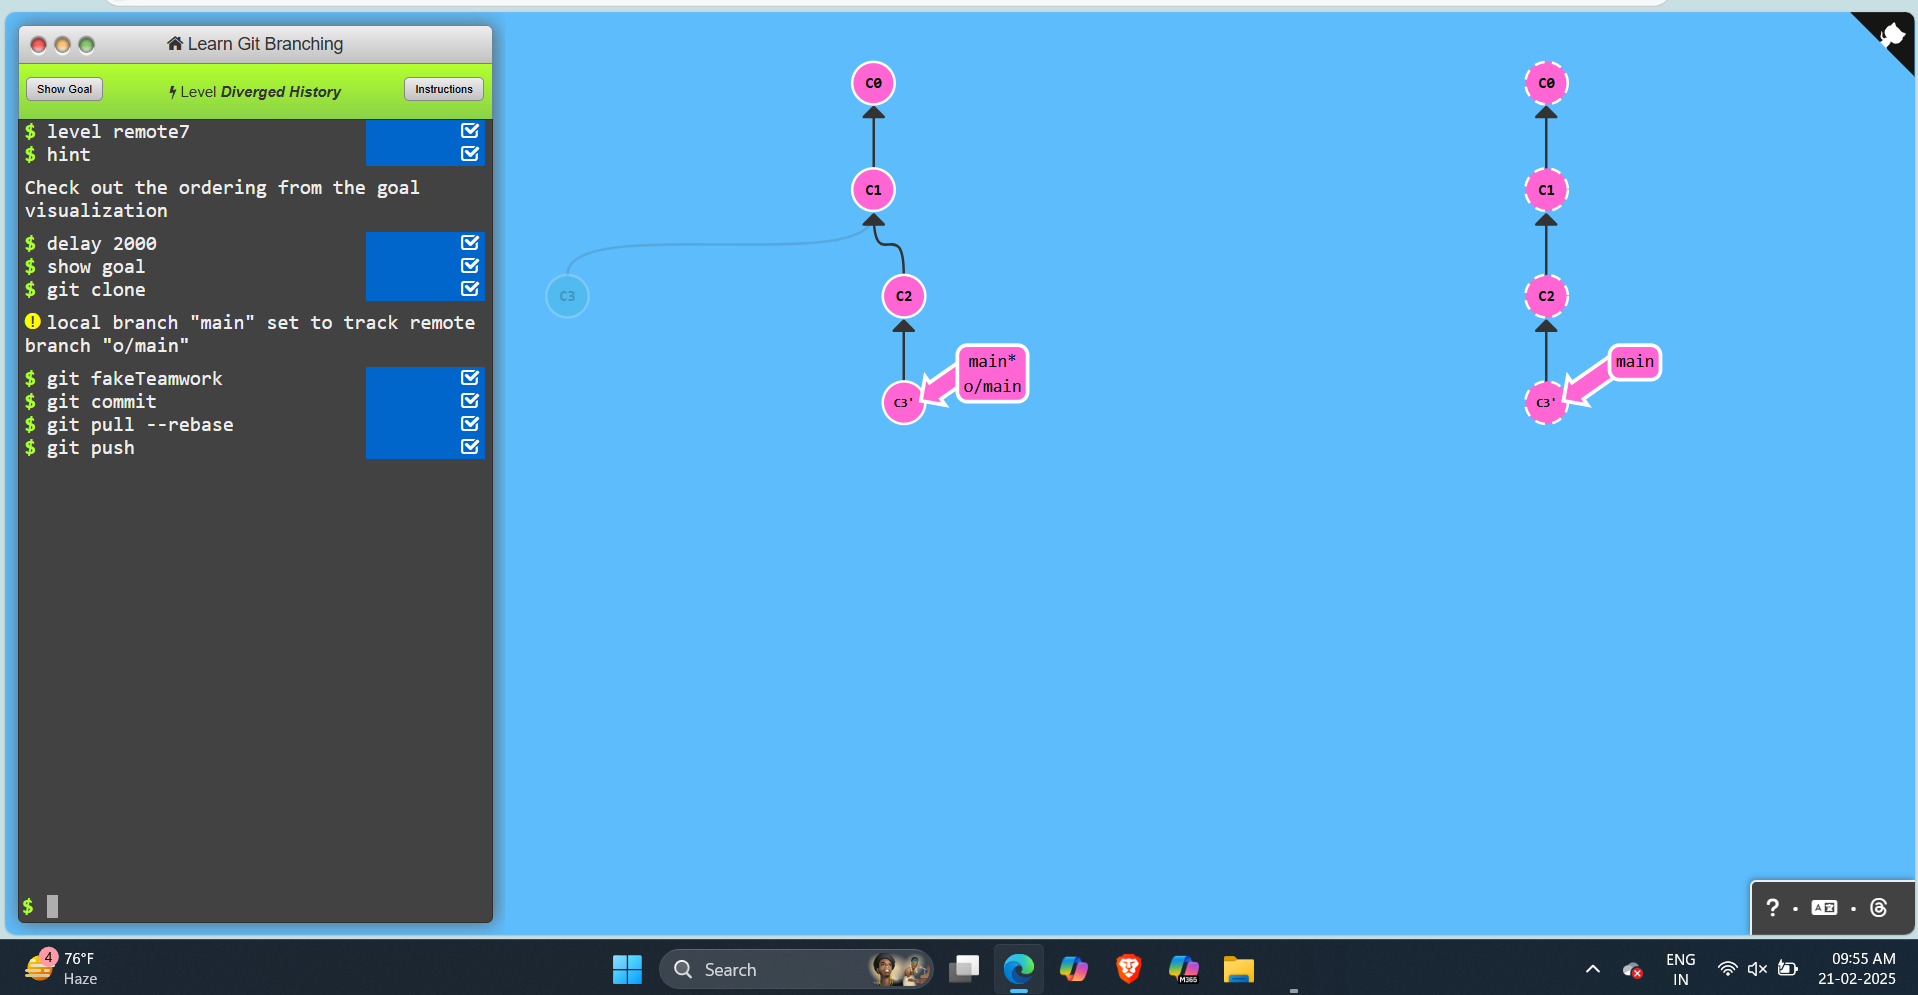 Learn Git Branching
Show Goal
Level Diverged History
Instructions
$ level remote7
$ hint
Check out the ordering from the goal
visualization
$ delay 2000
$ show goal
$ git clone
! local branch "main" set to track remote
branch "o/main"
$ git fakeTeamwork
$ git commit
$ git pull --rebase
$ git push
$
C0
C1
C3
C2
main*
o/main
C3'
C0
C1
C2
main
C3'
?
4
76°F
Haze
Search
M365
ENG
IN
09:55 AM
21-02-2025